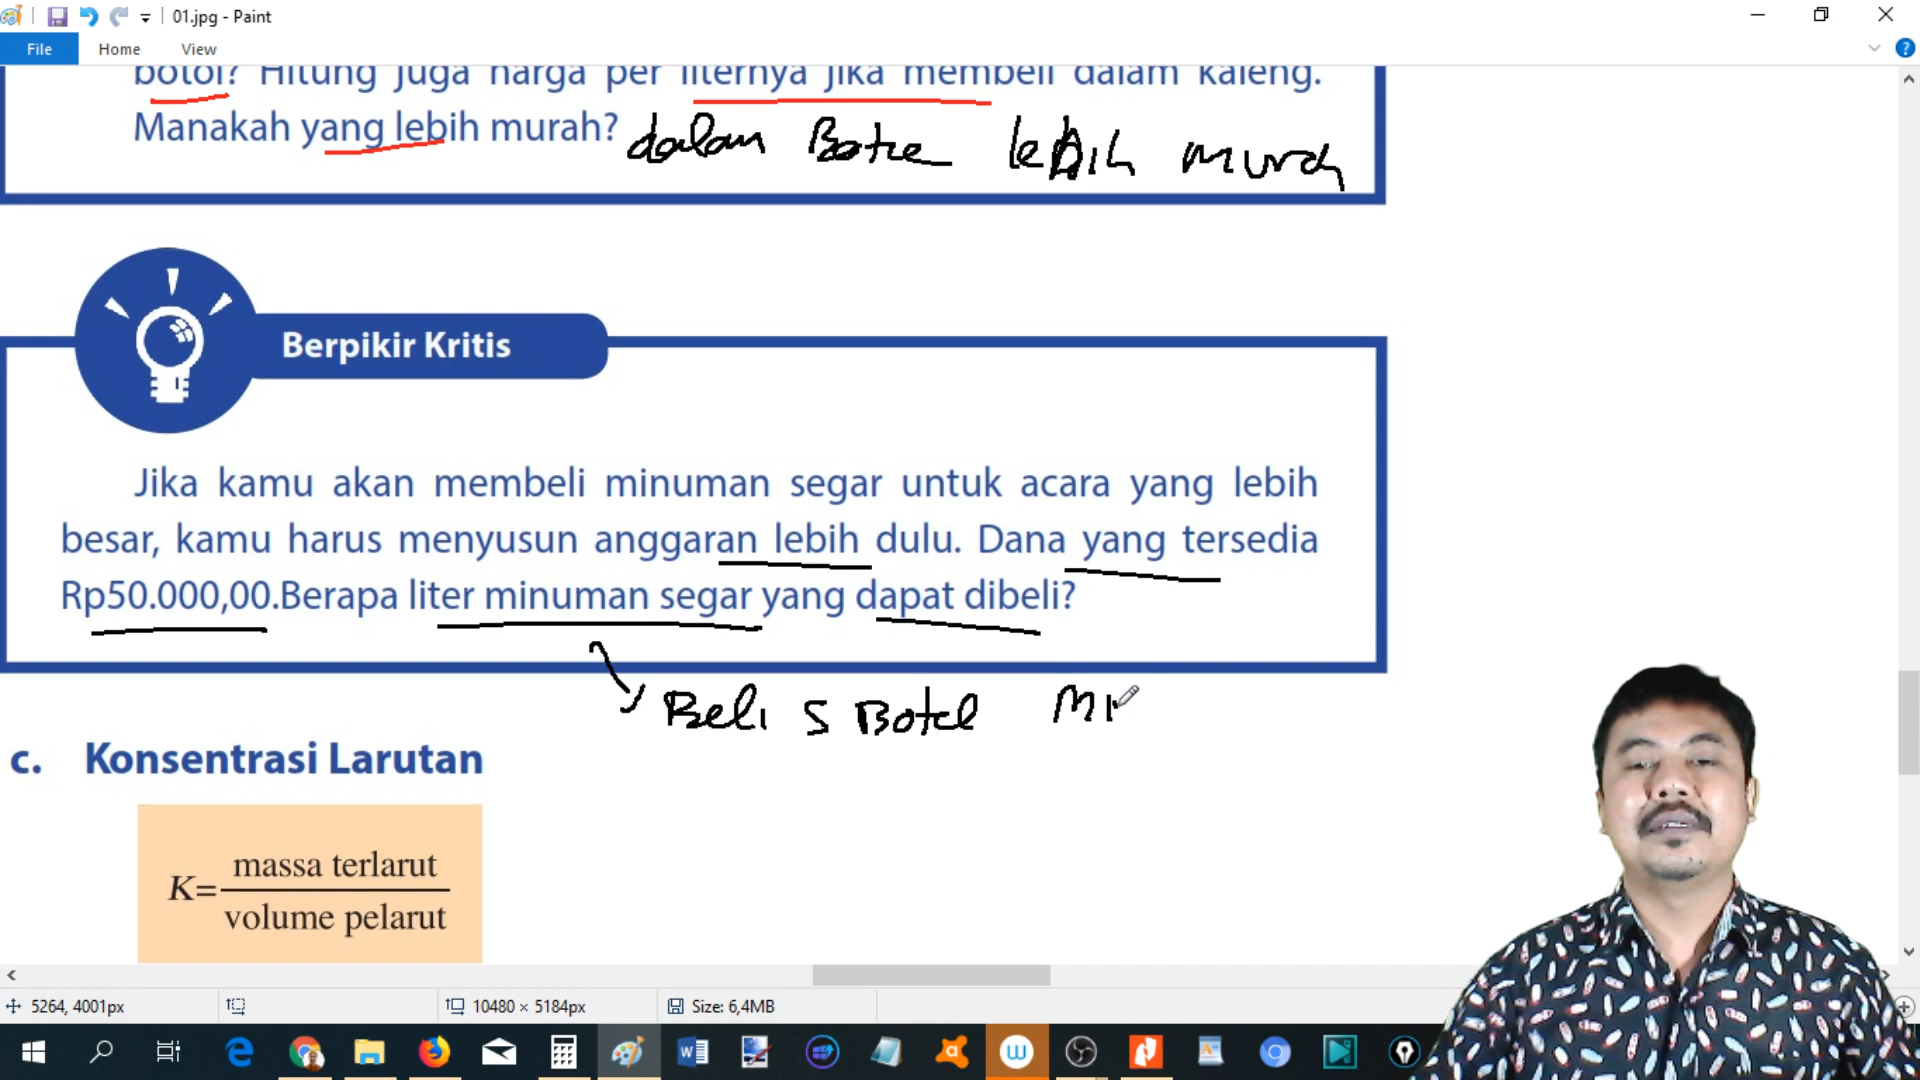 01.jpg - Paint
File Home View
botol? Hitung juga harga per liternya jika membeli dalam kaleng.
Manakah yang lebih murah? dalam Botol lebih murah
Berpikir Kritis
Jika kamu akan membeli minuman segar untuk acara yang lebih
besar, kamu harus menyusun anggaran lebih dulu. Dana yang tersedia
Rp50.000,00.Berapa liter minuman segar yang dapat dibeli?
Beli 5 Botol MI
c. Konsentrasi Larutan
K= massa terlarut
volume pelarut
5264, 4001px 10480 × 5184px Size: 6,4MB